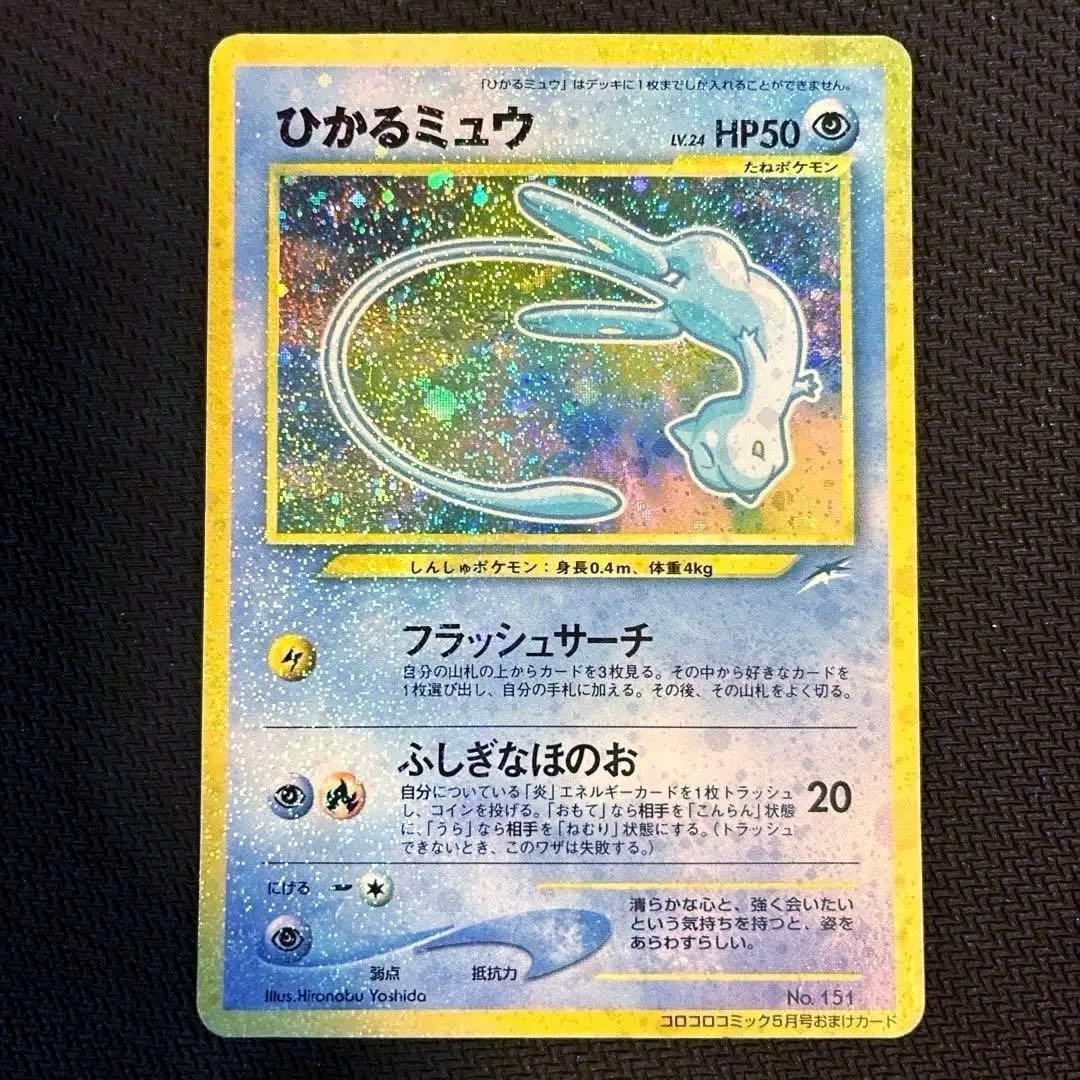 「ひかるミュウ」はデッキに1枚までしか入れることができません。
ひかるミュウ LV.24 HP50
たねポケモン
しんしゅポケモン：身長0.4m、体重4kg
フラッシュサーチ
自分の山札の上からカードを3枚見る。その中から好きなカードを
1枚選び出し、自分の手札に加える。その後、その山札をよく切る。
ふしぎなほのお
自分についている「炎」エネルギーカードを1枚トラッシュ
し、コインを投げる。「おもて」なら相手を「こんらん」状態
に、「うら」なら相手を「ねむり」状態にする。（トラッシュ
できないとき、このワザは失敗する。）
20
にげる
清らかな心と、強く会いたい
という気持ちを持つと、姿を
あらわすらしい。
弱点 抵抗力
Illus.Hironobu Yoshida
No. 151
コロコロコミック5月号おまけカード